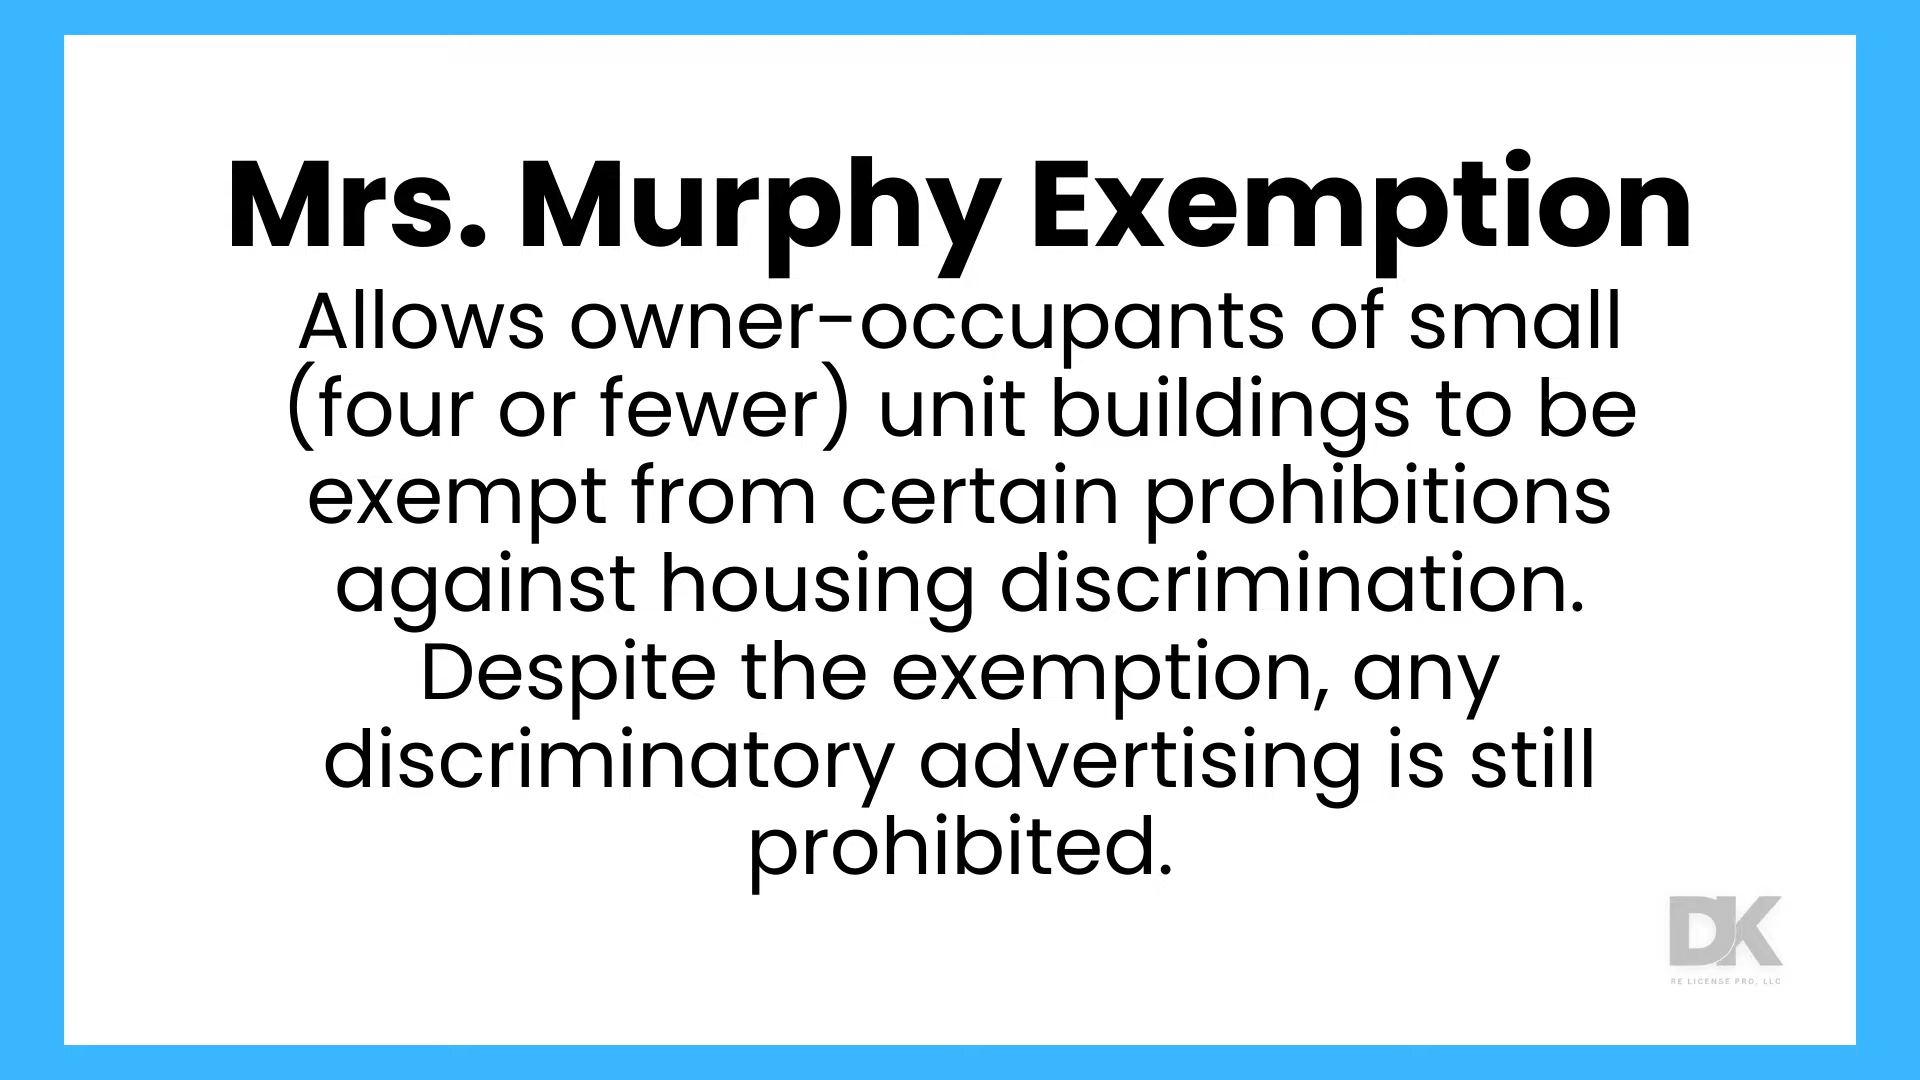 Mrs. Murphy Exemption
Allows owner-occupants of small
(four or fewer) unit buildings to be
exempt from certain prohibitions
against housing discrimination.
Despite the exemption, any
discriminatory advertising is still
prohibited.
DK
RE LICENSE PRO, LLC